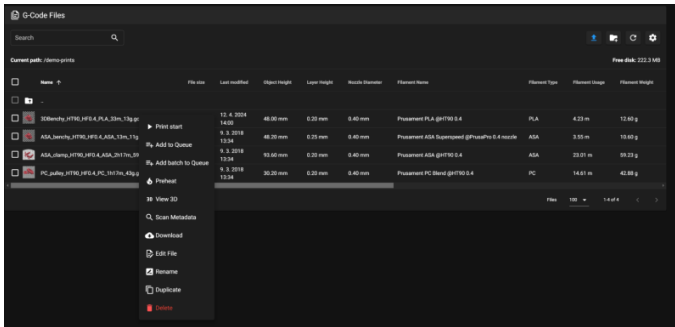 G-Code Files
Search
Current path: /demo-prints
Free disk: 222.3 MB
Name ↑ File size Last modified Object Height Layer Height Nozzle Diameter Filament Name Filament Type Filament Usage Filament Weight
..
3DBenchy_HT90_HF0.4_PLA_33m_13g.gc 12. 4. 2024 14:00 48.00 mm 0.20 mm 0.40 mm Prusament PLA @HT90 0.4 PLA 4.23 m 12.60 g
ASA_benchy_HT90_HF0.4_ASA_13m_11g 9. 3. 2018 13:34 48.20 mm 0.25 mm 0.40 mm Prusament ASA Superspeed @PrusaPro 0.4 nozzle ASA 3.55 m 10.60 g
ASA_clamp_HT90_HF0.4_ASA_2h17m_59 9. 3. 2018 13:34 93.60 mm 0.20 mm 0.40 mm Prusament ASA @HT90 0.4 ASA 23.01 m 59.23 g
PC_pulley_HT90_HF0.4_PC_1h17m_43g.g 9. 3. 2018 13:34 30.20 mm 0.20 mm 0.40 mm Prusament PC Blend @HT90 0.4 PC 14.61 m 42.88 g
Print start
Add to Queue
Add batch to Queue
Preheat
3D View 3D
Scan Metadata
Download
Edit File
Rename
Duplicate
Delete
Files 100 1-4 of 4